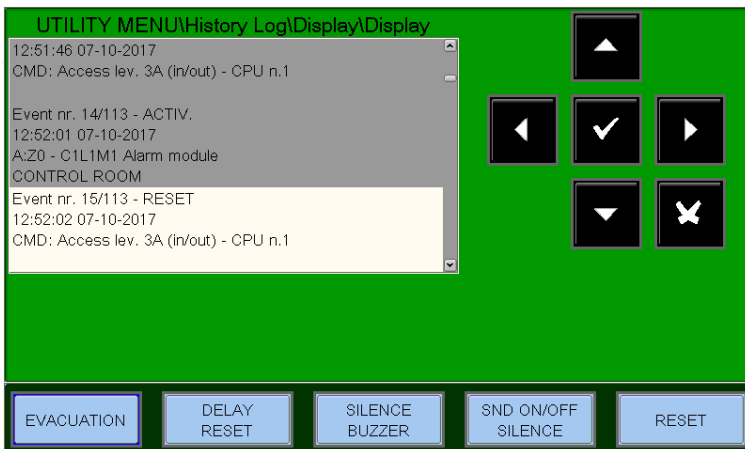 UTILITY MENU\History Log\Display\Display
12:51:46 07-10-2017
CMD: Access lev. 3A (in/out) - CPU n.1
Event nr. 14/113 - ACTIV.
12:52:01 07-10-2017
A:Z0 - C1L1M1 Alarm module
CONTROL ROOM
Event nr. 15/113 - RESET
12:52:02 07-10-2017
CMD: Access lev. 3A (in/out) - CPU n.1
EVACUATION
DELAY
RESET
SILENCE
BUZZER
SND ON/OFF
SILENCE
RESET